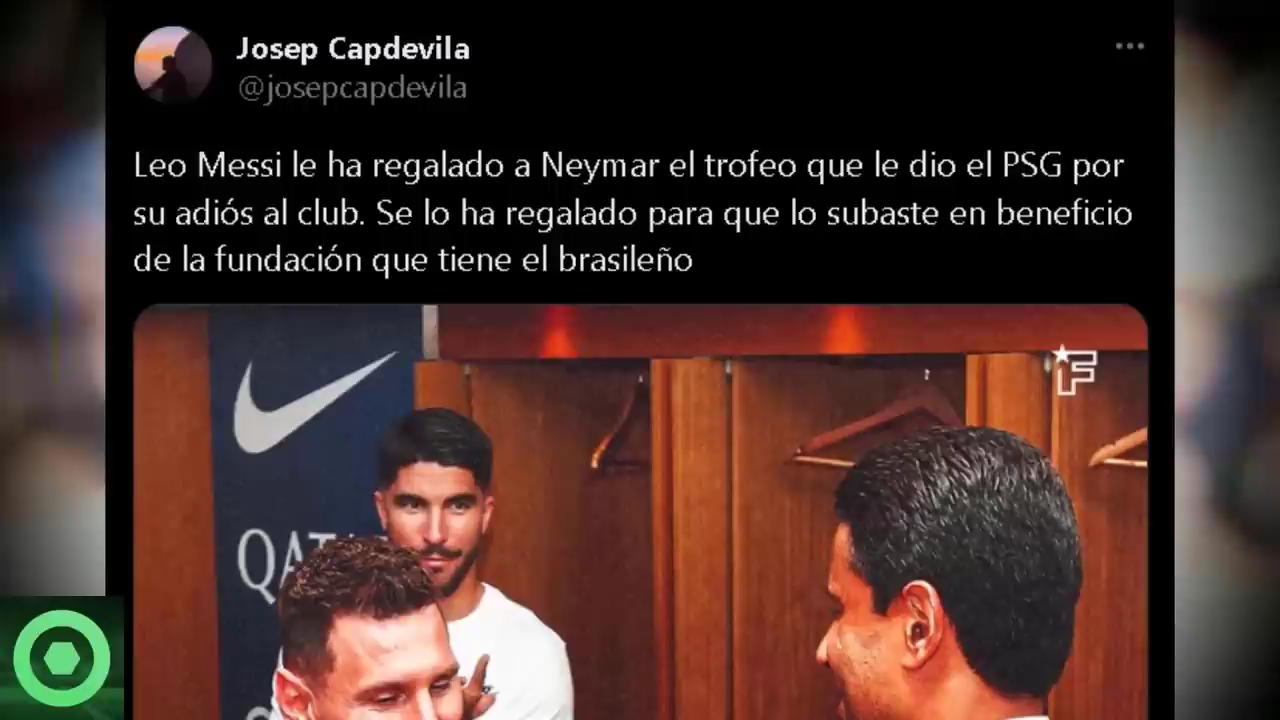 Josep Capdevila
@josepcapdevila
Leo Messi le ha regalado a Neymar el trofeo que le dio el PSG por
su adiós al club. Se lo ha regalado para que lo subaste en beneficio
de la fundación que tiene el brasileño
F
QATA